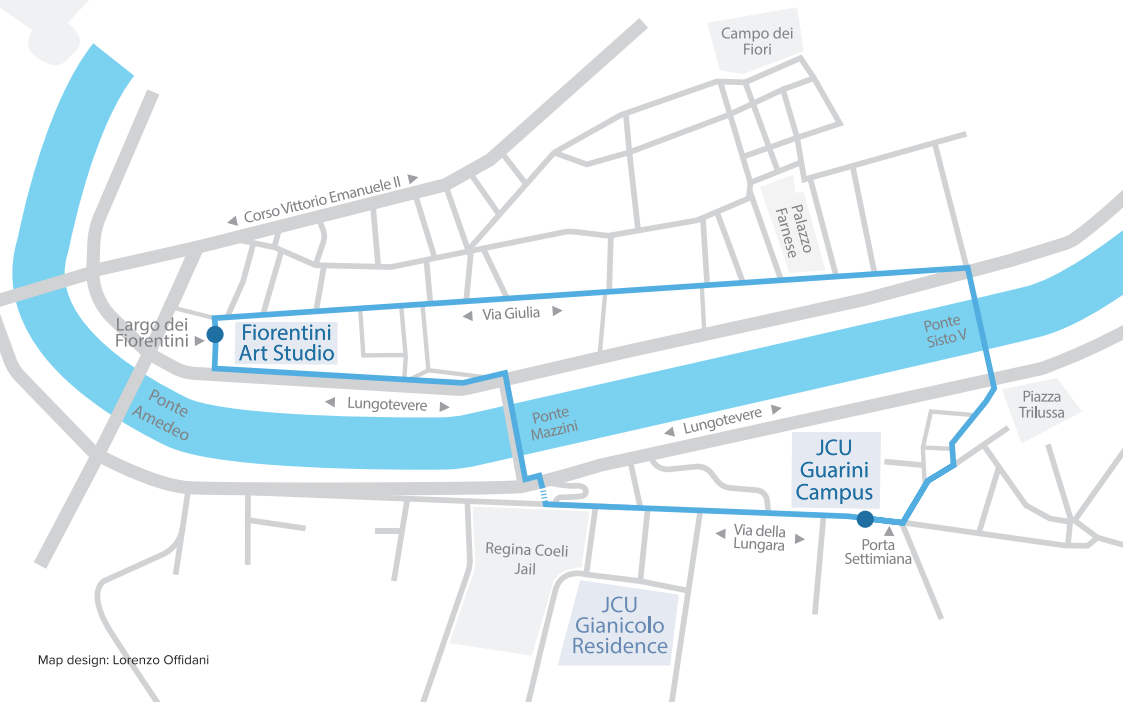 Campo dei
Fiori
Corso Vittorio Emanuele II
Palazzo
Farnese
Via Giulia
Largo dei
Fiorentini
Fiorentini
Art Studio
Ponte
Sisto V
Ponte
Amedeo
Lungotevere
Ponte
Mazzini
Lungotevere
Piazza
Trilussa
JCU
Guarini
Campus
Via della
Lungara
Porta
Settimiana
Regina Coeli
Jail
JCU
Gianicolo
Residence
Map design: Lorenzo Offidani